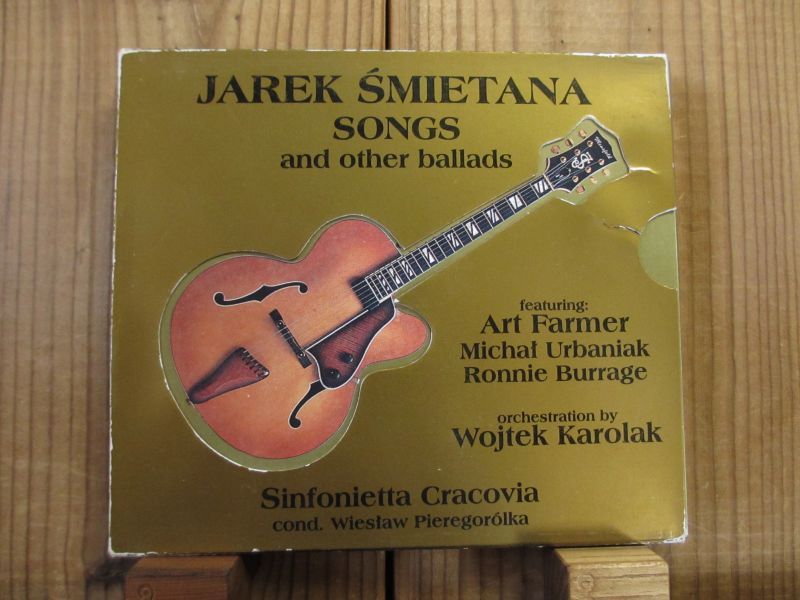 JAREK ŚMIETANA
SONGS
and other ballads
featuring:
Art Farmer
Michał Urbaniak
Ronnie Burrage
orchestration by
Wojtek Karolak
Sinfonietta Cracovia
cond. Wiesław Pieregorólka